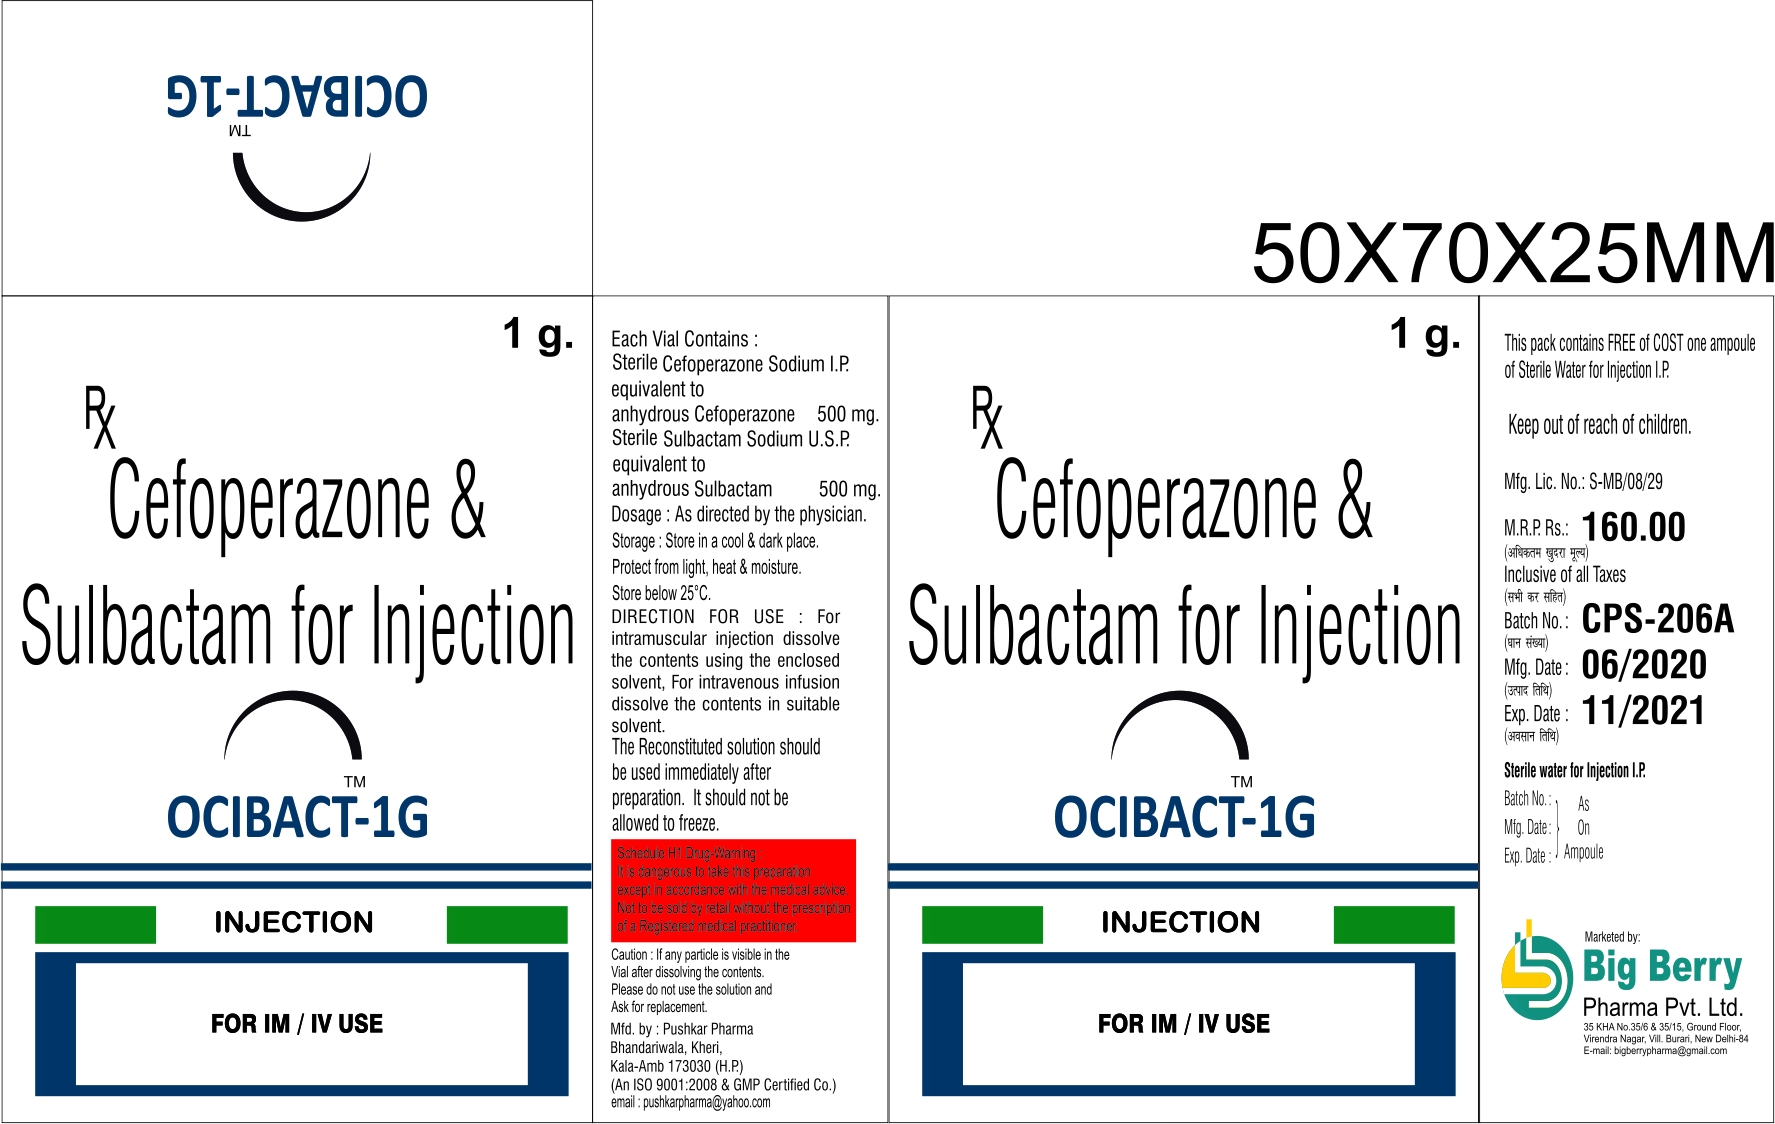 OCIBACT-1G
TM
50X70X25MM
1 g.
Rx
Cefoperazone &
Sulbactam for Injection
TM
OCIBACT-1G
INJECTION
FOR IM / IV USE
Each Vial Contains :
Sterile Cefoperazone Sodium I.P.
equivalent to
anhydrous Cefoperazone 500 mg.
Sterile Sulbactam Sodium U.S.P.
equivalent to
anhydrous Sulbactam 500 mg.
Dosage : As directed by the physician.
Storage : Store in a cool & dark place.
Protect from light, heat & moisture.
Store below 25°C.
DIRECTION FOR USE : For
intramuscular injection dissolve
the contents using the enclosed
solvent, For intravenous infusion
dissolve the contents in suitable
solvent.
The Reconstituted solution should
be used immediately after
preparation. It should not be
allowed to freeze.
Schedule H1 Drug-Warning :
It is dangerous to take this preparation
except in accordance with the medical advice.
Not to be sold by retail without the prescription
of a Registered medical practitioner.
Caution : If any particle is visible in the
Vial after dissolving the contents.
Please do not use the solution and
Ask for replacement.
Mfd. by : Pushkar Pharma
Bhandariwala, Kheri,
Kala-Amb 173030 (H.P.)
(An ISO 9001:2008 & GMP Certified Co.)
email : pushkarpharma@yahoo.com
1 g.
Rx
Cefoperazone &
Sulbactam for Injection
TM
OCIBACT-1G
INJECTION
FOR IM / IV USE
This pack contains FREE of COST one ampoule
of Sterile Water for Injection I.P.
Keep out of reach of children.
Mfg. Lic. No.: S-MB/08/29
M.R.P. Rs.: 160.00
(अधिकतम खुदरा मूल्य)
Inclusive of all Taxes
(सभी कर सहित)
Batch No. : CPS-206A
(घान संख्या)
Mfg. Date : 06/2020
(उत्पाद तिथि)
Exp. Date : 11/2021
(अवसान तिथि)
Sterile water for Injection I.P.
Batch No. : As
Mfg. Date : On
Exp. Date : Ampoule
Marketed by:
Big Berry
Pharma Pvt. Ltd.
35 KHA No.35/6 & 35/15, Ground Floor,
Virendra Nagar, Vill. Burari, New Delhi-84
E-mail: bigberrypharma@gmail.com